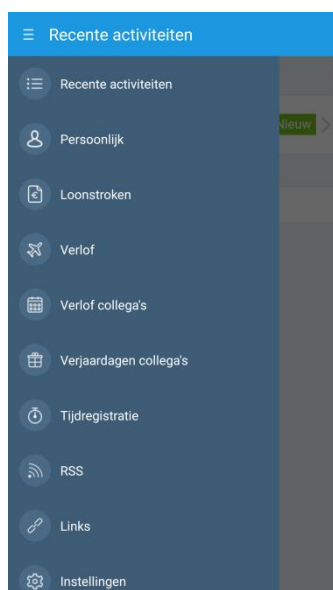 Recente activiteiten
Recente activiteiten
Nieuw
Persoonlijk
Loonstroken
Verlof
Verlof collega's
Verjaardagen collega's
Tijdregistratie
RSS
Links
Instellingen